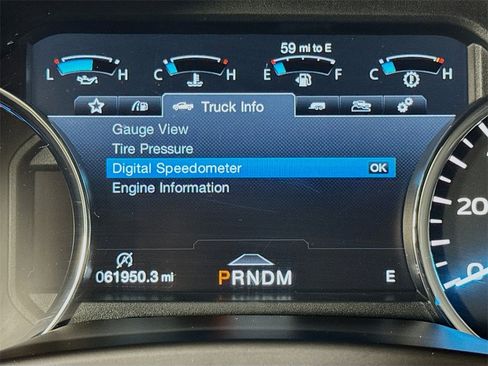 59 mi to E
L H C H E F C H
Truck Info
Gauge View
Tire Pressure
Digital Speedometer OK
Engine Information
061950.3 mi PRNDM E
20
0